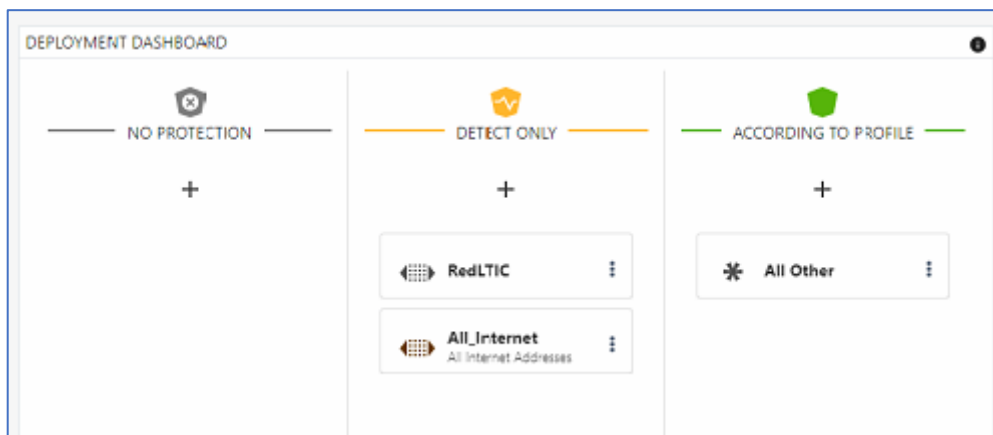 DEPLOYMENT DASHBOARD
NO PROTECTION
DETECT ONLY
ACCORDING TO PROFILE
RedLTIC
All_Internet
All Internet Addresses
All Other